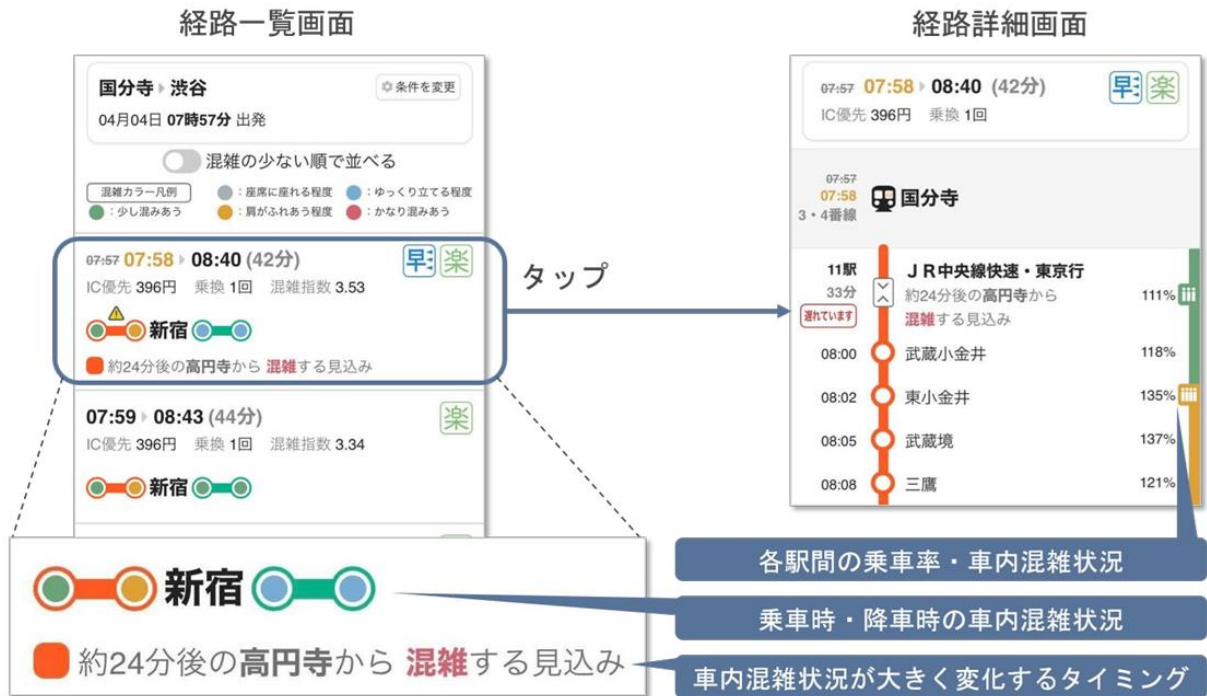 経路一覧画面
国分寺 渋谷
条件を変更
04月04日 07時57分 出発
混雑の少ない順で並べる
混雑カラー凡例
:座席に座れる程度
:ゆっくり立てる程度
:少し混みあう
:肩がふれあう程度
:かなり混みあう
07:57 07:58 08:40 (42分)
早 楽
IC優先 396円 乗換 1回 混雑指数 3.53
新宿
約24分後の高円寺から 混雑する見込み
07:59 08:43 (44分)
楽
IC優先 396円 乗換 1回 混雑指数 3.34
新宿
タップ
経路詳細画面
07:57 07:58 08:40 (42分)
早 楽
IC優先 396円 乗換 1回
07:57
07:58
3・4番線
国分寺
11駅
33分
遅れています
JR中央線快速・東京行
約24分後の高円寺から
混雑する見込み
111%
08:00 武蔵小金井 118%
08:02 東小金井 135%
08:05 武蔵境 137%
08:08 三鷹 121%
新宿
約24分後の高円寺から 混雑する見込み
各駅間の乗車率・車内混雑状況
乗車時・降車時の車内混雑状況
車内混雑状況が大きく変化するタイミング